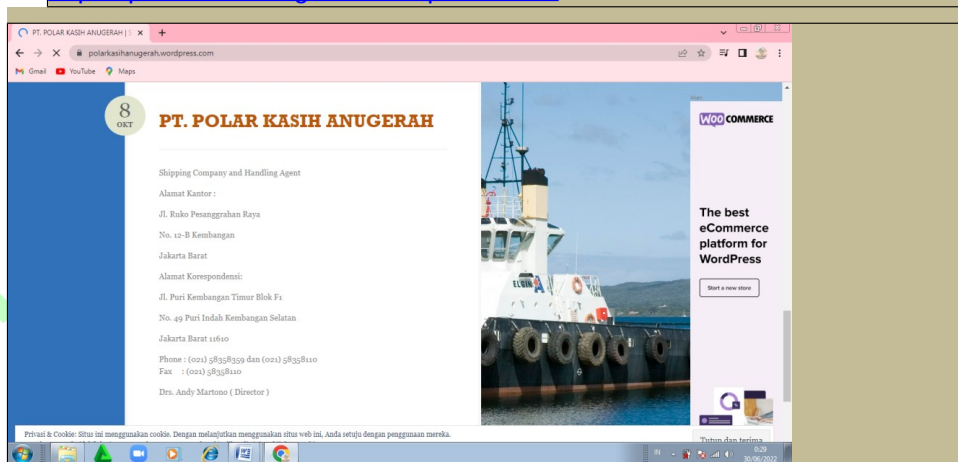 PT. POLAR KASIH ANUGERAH | S
polarkasihanugerah.wordpress.com
Gmail YouTube Maps
8
OKT
PT. POLAR KASIH ANUGERAH
Shipping Company and Handling Agent
Alamat Kantor :
Jl. Ruko Pesanggrahan Raya
No. 12-B Kembangan
Jakarta Barat
Alamat Korespondensi:
Jl. Puri Kembangan Timur Blok F1
No. 49 Puri Indah Kembangan Selatan
Jakarta Barat 11610
Phone : (021) 58358359 dan (021) 58358110
Fax : (021) 58358110
Drs. Andy Martono ( Director )
ELGIN
WOO COMMERCE
The best
eCommerce
platform for
WordPress
Start a new store
Privasi & Cookie: Situs ini menggunakan cookie. Dengan melanjutkan menggunakan situs web ini, Anda setuju dengan penggunaan mereka.
Tutup dan terima
IN
0:29
30/06/2022